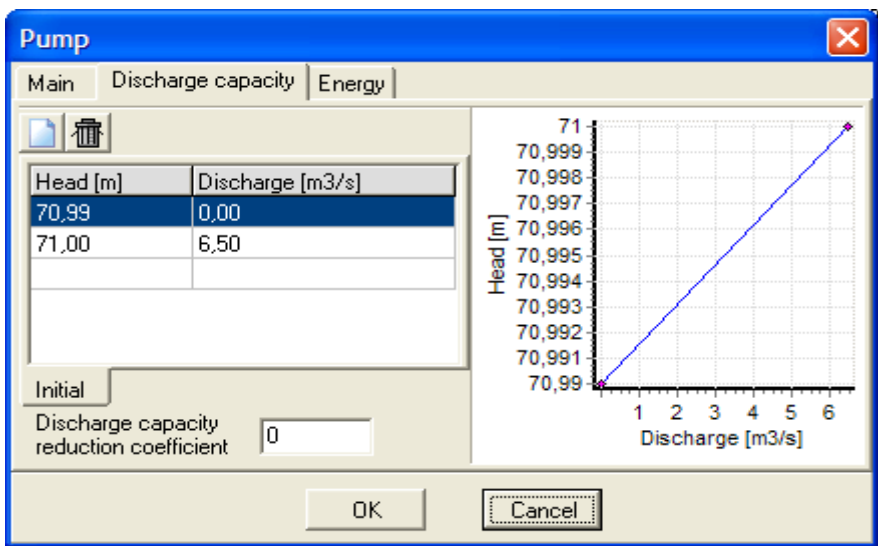 Pump
Main Discharge capacity Energy
Head [m] Discharge [m3/s]
70,99 0,00
71,00 6,50
Initial
Discharge capacity
reduction coefficient 0
71
70,999
70,998
70,997
70,996
70,995
70,994
70,993
70,992
70,991
70,99
Head [m]
1 2 3 4 5 6
Discharge [m3/s]
OK Cancel